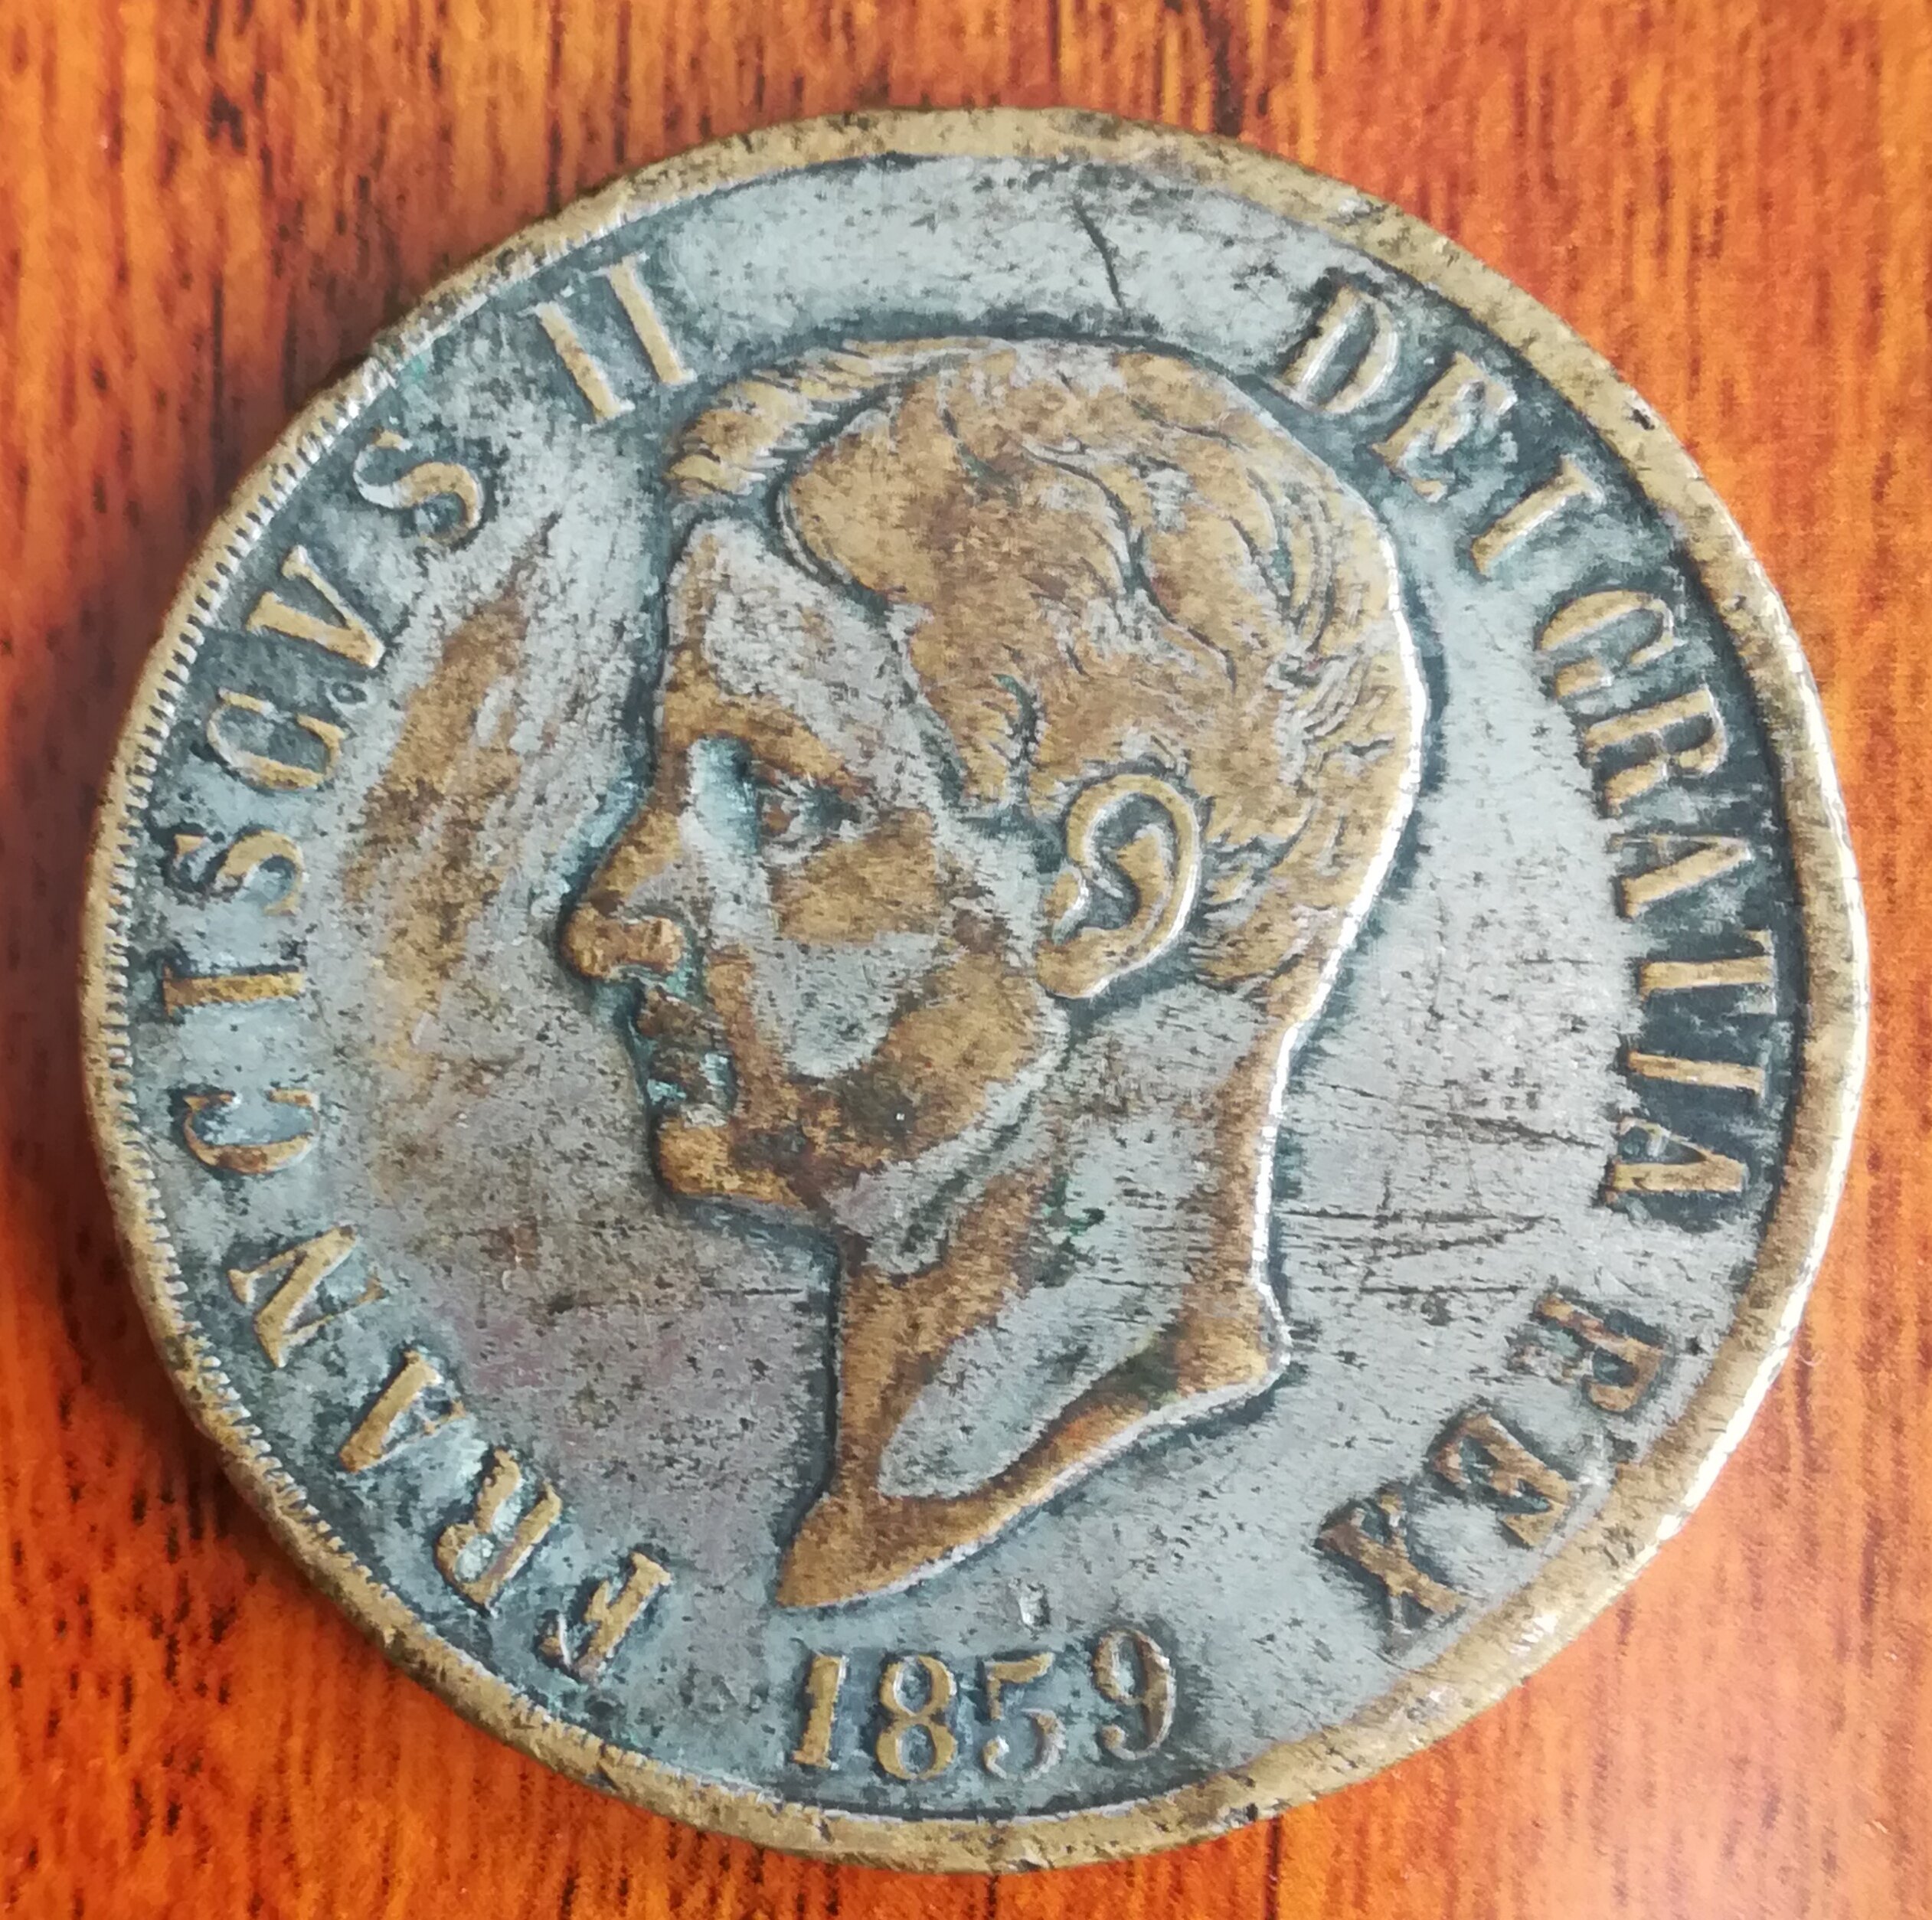 FRANCISCVS II DEI GRATIA REX
1859